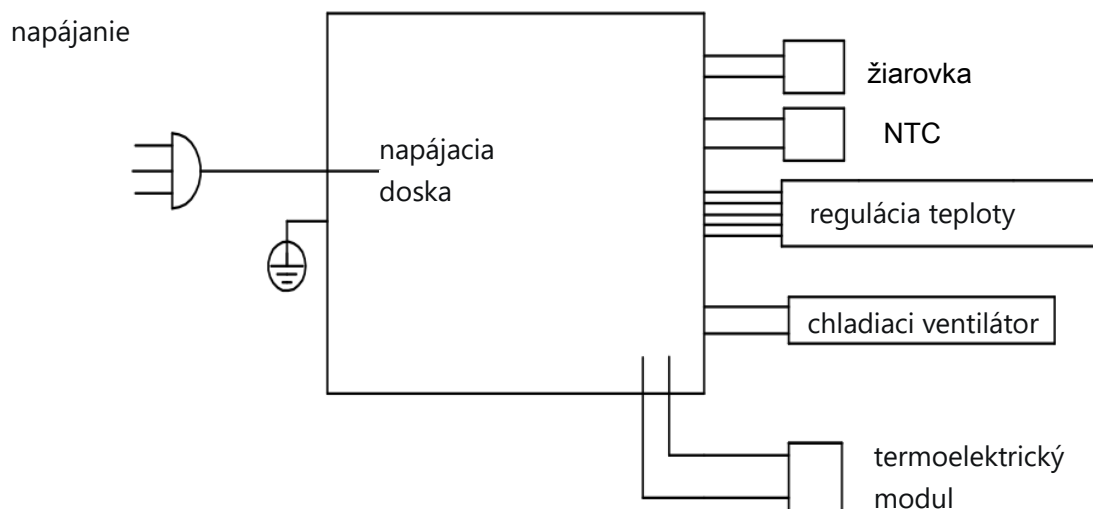 napájanie
žiarovka
NTC
napájacia
doska
regulácia teploty
chladiaci ventilátor
termoelektrický
modul